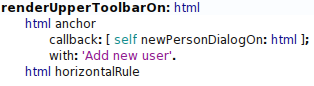 renderUpperToolbarOn: html
html anchor
callback: [ self newPersonDialogOn: html ];
with: 'Add new user'.
html horizontalRule